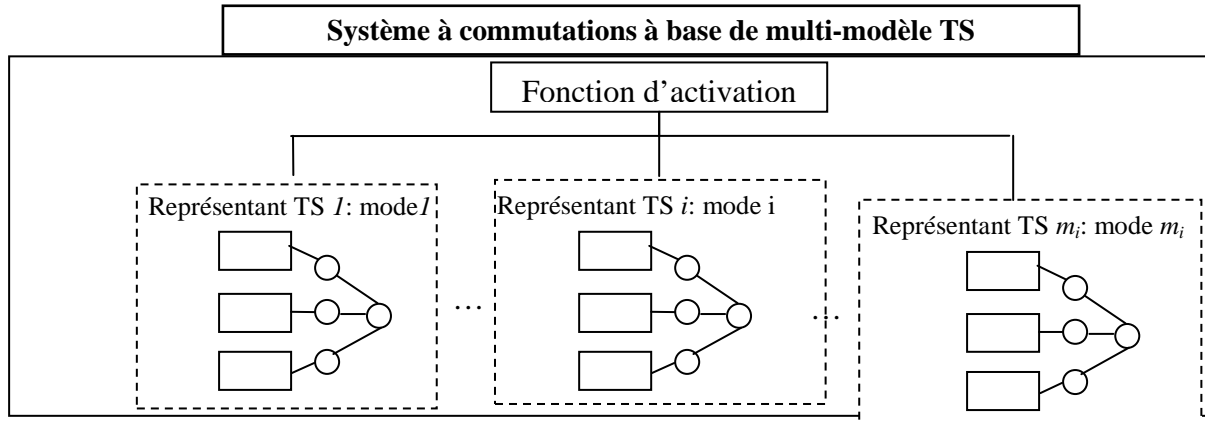 Système à commutations à base de multi-modèle TS
Fonction d'activation
Représentant TS 1: mode1
Représentant TS i: mode i
Représentant TS mi: mode mi
…
…